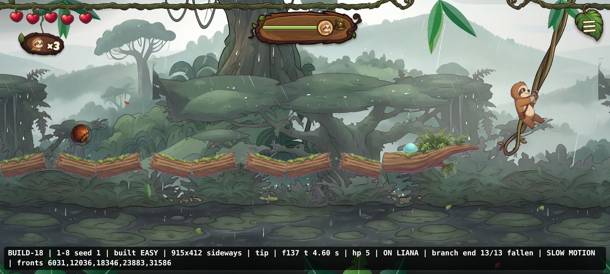 ×3
BUILD-18 | 1-8 seed 1 | built EASY | 915x412 sideways | tip | f137 t 4.60 s | hp 5 | ON LIANA | branch end 13/13 fallen | SLOW MOTION
| fronts 6031,12036,18346,23883,31586